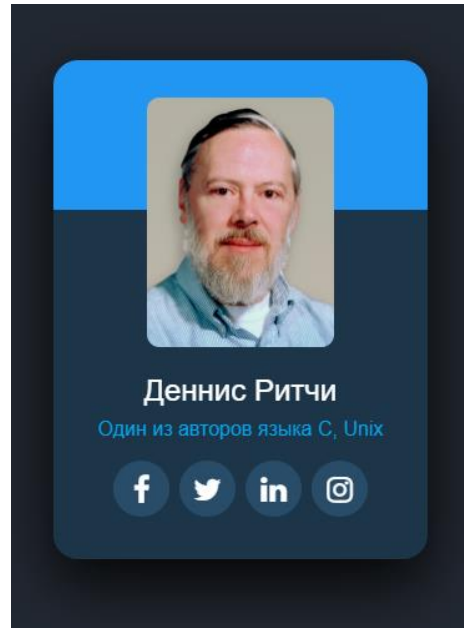 Деннис Ритчи
Один из авторов языка C, Unix